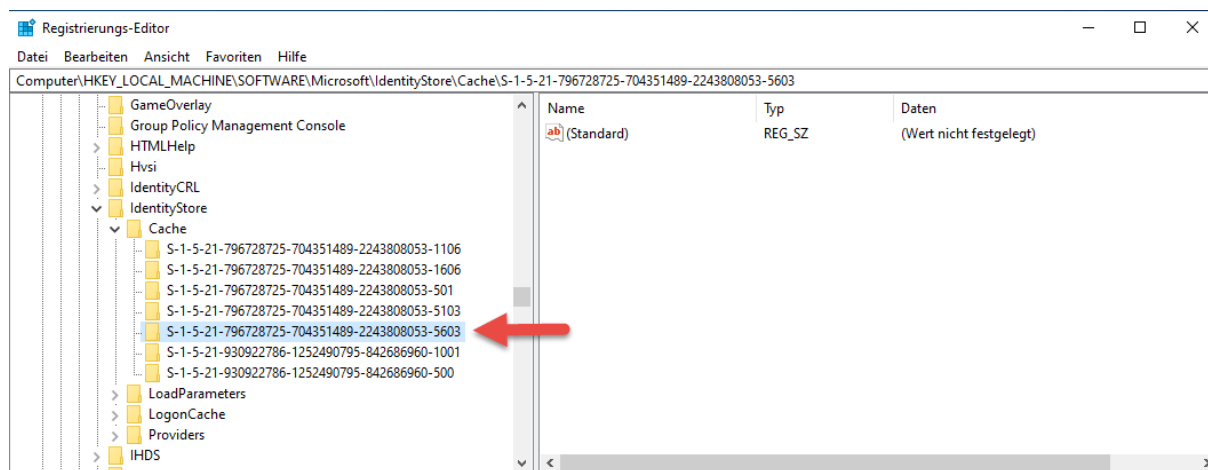 Registrierungs-Editor
Datei Bearbeiten Ansicht Favoriten Hilfe
Computer\HKEY_LOCAL_MACHINE\SOFTWARE\Microsoft\IdentityStore\Cache\S-1-5-21-796728725-704351489-2243808053-5603
GameOverlay
Group Policy Management Console
HTMLHelp
Hvsi
IdentityCRL
IdentityStore
Cache
S-1-5-21-796728725-704351489-2243808053-1106
S-1-5-21-796728725-704351489-2243808053-1606
S-1-5-21-796728725-704351489-2243808053-501
S-1-5-21-796728725-704351489-2243808053-5103
S-1-5-21-796728725-704351489-2243808053-5603
S-1-5-21-930922786-1252490795-842686960-1001
S-1-5-21-930922786-1252490795-842686960-500
LoadParameters
LogonCache
Providers
IHDS
Name Typ Daten
ab (Standard) REG_SZ (Wert nicht festgelegt)